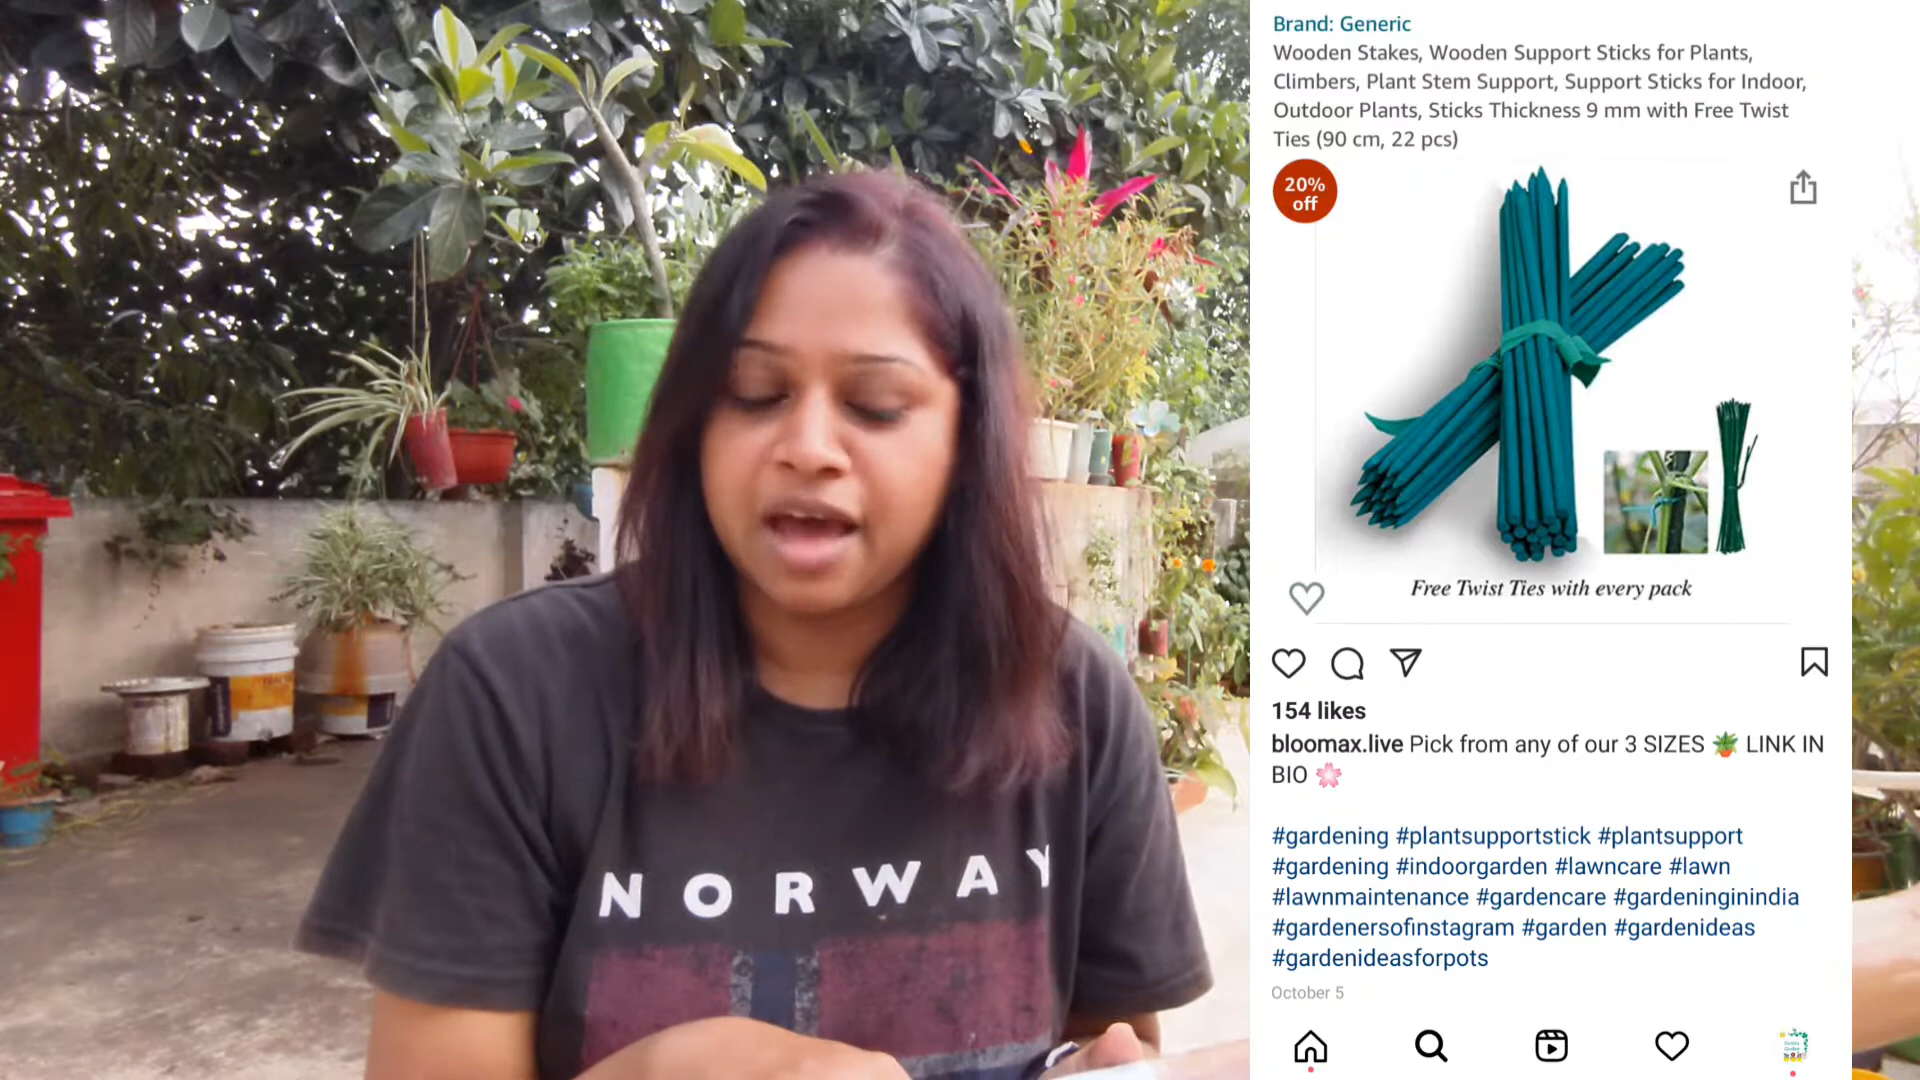 Brand: Generic
Wooden Stakes, Wooden Support Sticks for Plants,
Climbers, Plant Stem Support, Support Sticks for Indoor,
Outdoor Plants, Sticks Thickness 9 mm with Free Twist
Ties (90 cm, 22 pcs)
20%
off
Free Twist Ties with every pack
154 likes
bloomax.live Pick from any of our 3 SIZES 🪴 LINK IN
BIO 🌸
#gardening #plantsupportstick #plantsupport
#gardening #indoorgarden #lawncare #lawn
#lawnmaintenance #gardencare #gardeninginindia
#gardenersofinstagram #garden #gardenideas
#gardenideasforpots
October 5
NORWAY